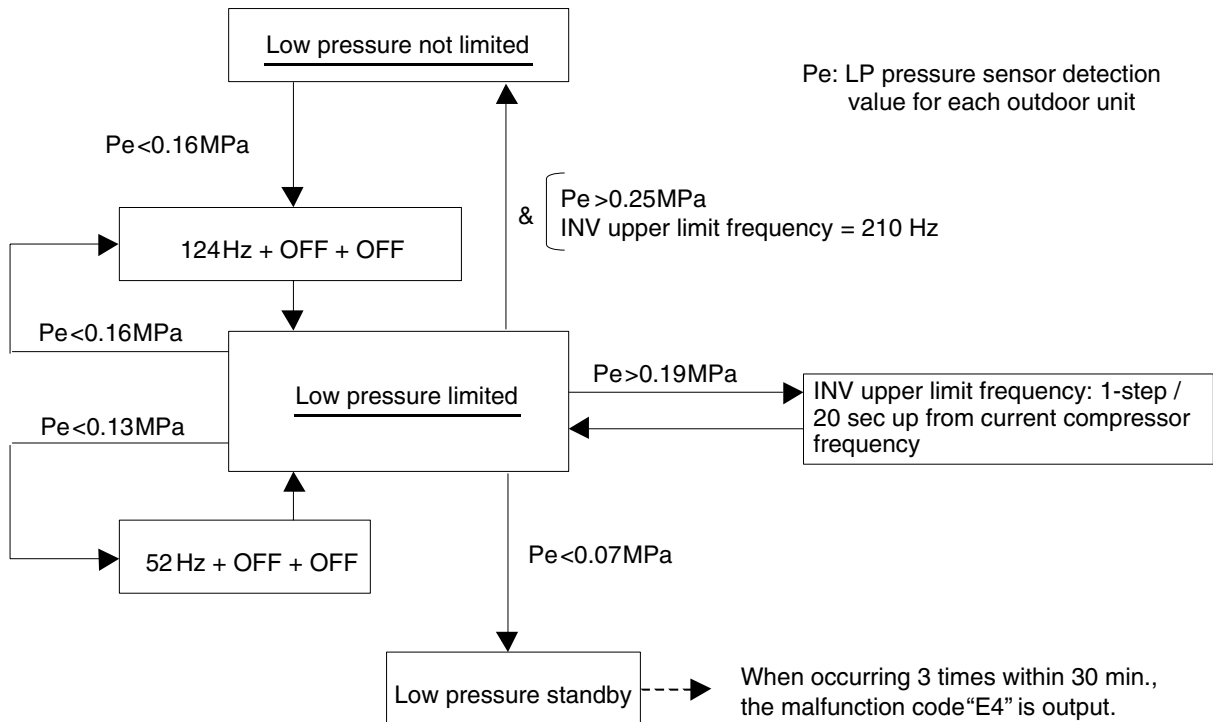 Low pressure not limited
Pe: LP pressure sensor detection
value for each outdoor unit
Pe<0.16MPa
& Pe>0.25MPa
INV upper limit frequency = 210 Hz
124Hz + OFF + OFF
Pe<0.16MPa
Low pressure limited
Pe>0.19MPa
INV upper limit frequency: 1-step /
20 sec up from current compressor
frequency
Pe<0.13MPa
52Hz + OFF + OFF
Pe<0.07MPa
Low pressure standby
When occurring 3 times within 30 min.,
the malfunction code“E4” is output.